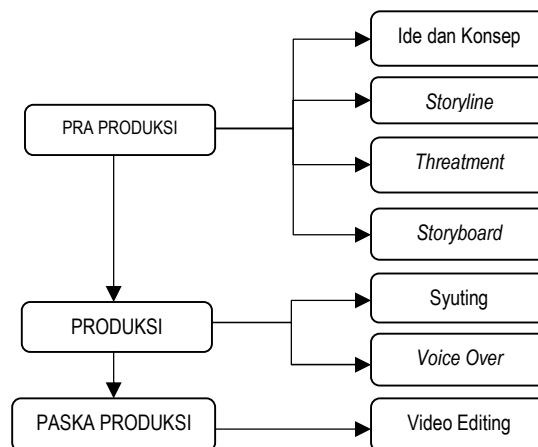 Ide dan Konsep
Storyline
PRA PRODUKSI
Threatment
Storyboard
Syuting
PRODUKSI
Voice Over
PASKA PRODUKSI
Video Editing